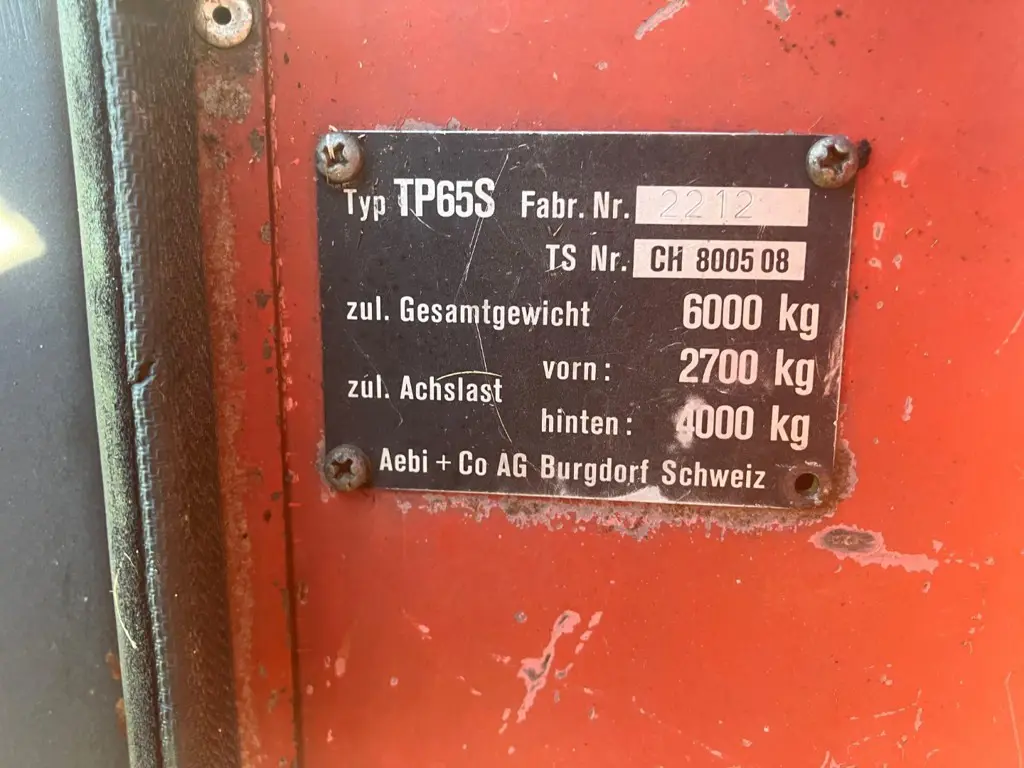 Typ TP65S Fabr. Nr. 2212
TS Nr. CH 8005 08
zul. Gesamtgewicht 6000 kg
zul. Achslast vorn: 2700 kg
hinten: 4000 kg
Aebi + Co AG Burgdorf Schweiz